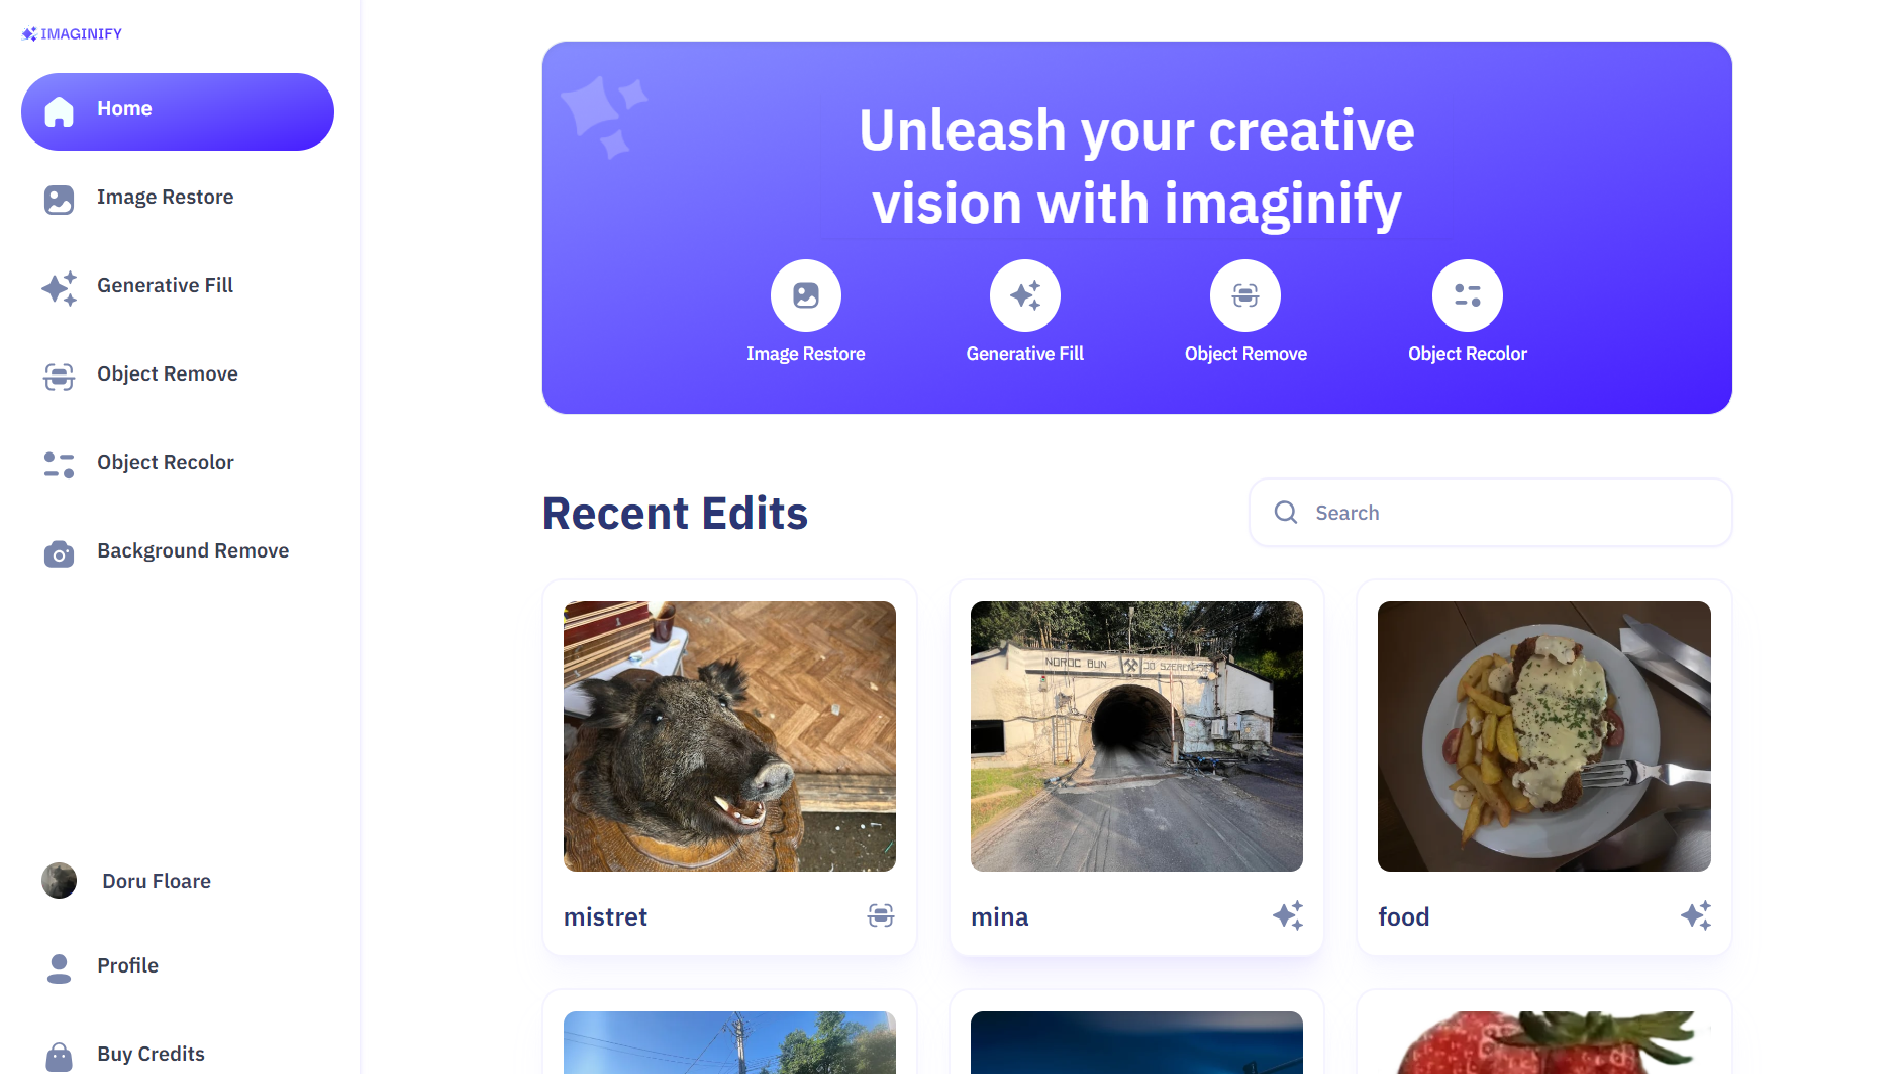 IMAGINIFY
Home
Image Restore
Generative Fill
Object Remove
Object Recolor
Background Remove
Doru Floare
Profile
Buy Credits
Unleash your creative
vision with imaginify
Image Restore
Generative Fill
Object Remove
Object Recolor
Recent Edits
Search
NOROC BUN
mistret
mina
food